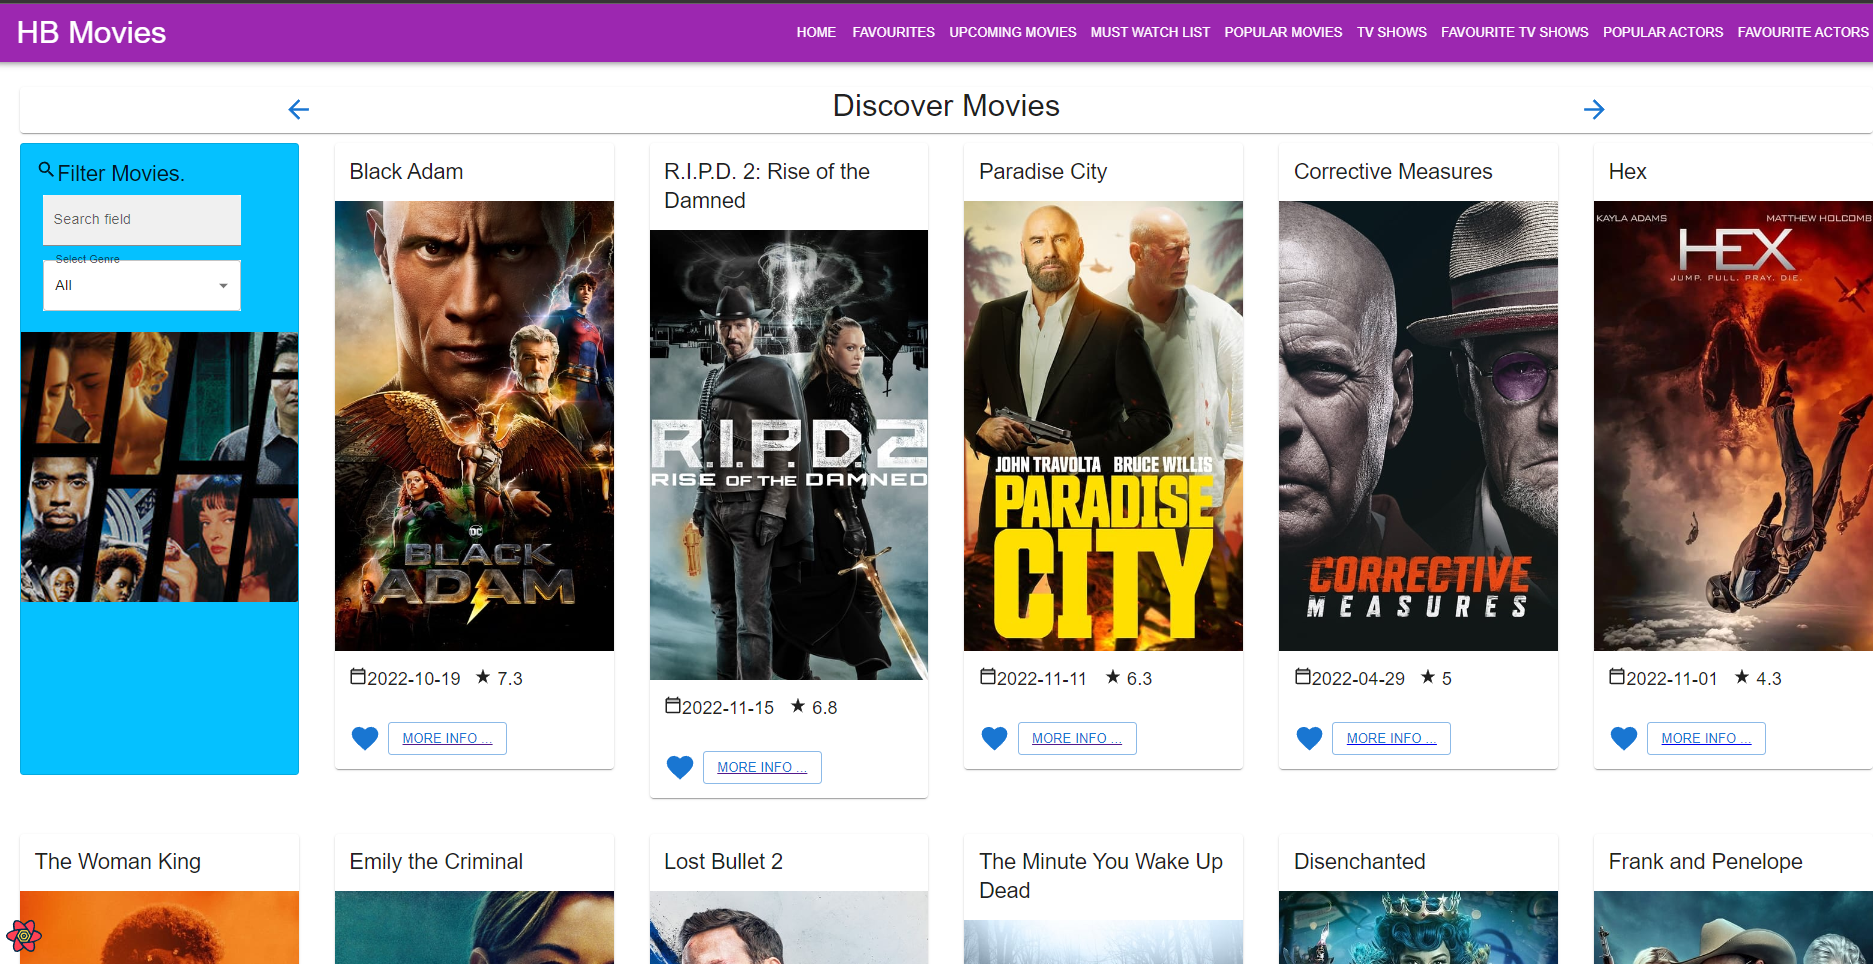 HB Movies
HOME FAVOURITES UPCOMING MOVIES MUST WATCH LIST POPULAR MOVIES TV SHOWS FAVOURITE TV SHOWS POPULAR ACTORS FAVOURITE ACTORS
Discover Movies
Filter Movies.
Search field
Select Genre
All
Black Adam
DC
BLACK
ADAM
2022-10-19 7.3
MORE INFO ...
R.I.P.D. 2: Rise of the
Damned
R.I.P.D.2
RISE OF THE DAMNED
2022-11-15 6.8
MORE INFO ...
Paradise City
JOHN TRAVOLTA BRUCE WILLIS
PARADISE
CITY
2022-11-11 6.3
MORE INFO ...
Corrective Measures
CORRECTIVE
MEASURES
2022-04-29 5
MORE INFO ...
Hex
KAYLA ADAMS MATTHEW HOLCOMB
HEX
JUMP. PULL. PRAY. DIE.
2022-11-01 4.3
MORE INFO ...
The Woman King
Emily the Criminal
Lost Bullet 2
The Minute You Wake Up
Dead
Disenchanted
Frank and Penelope